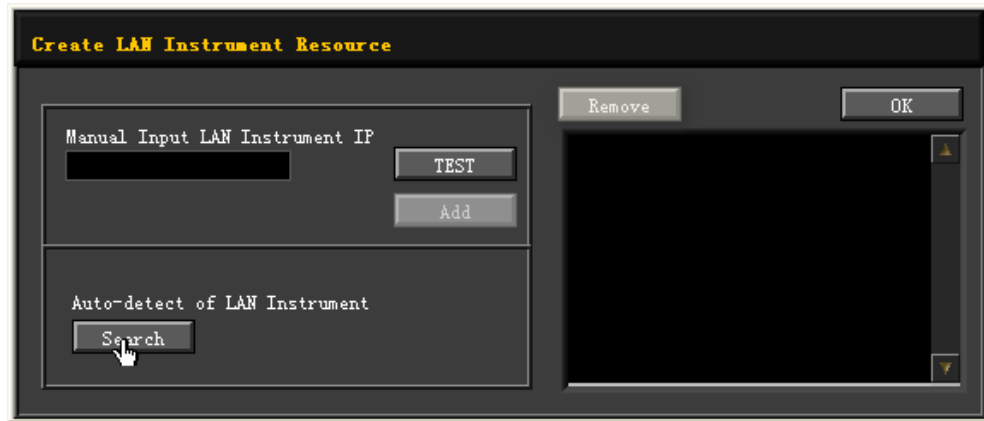 Create LAN Instrument Resource
Manual Input LAN Instrument IP
TEST
Add
Auto-detect of LAN Instrument
Search
Remove
OK